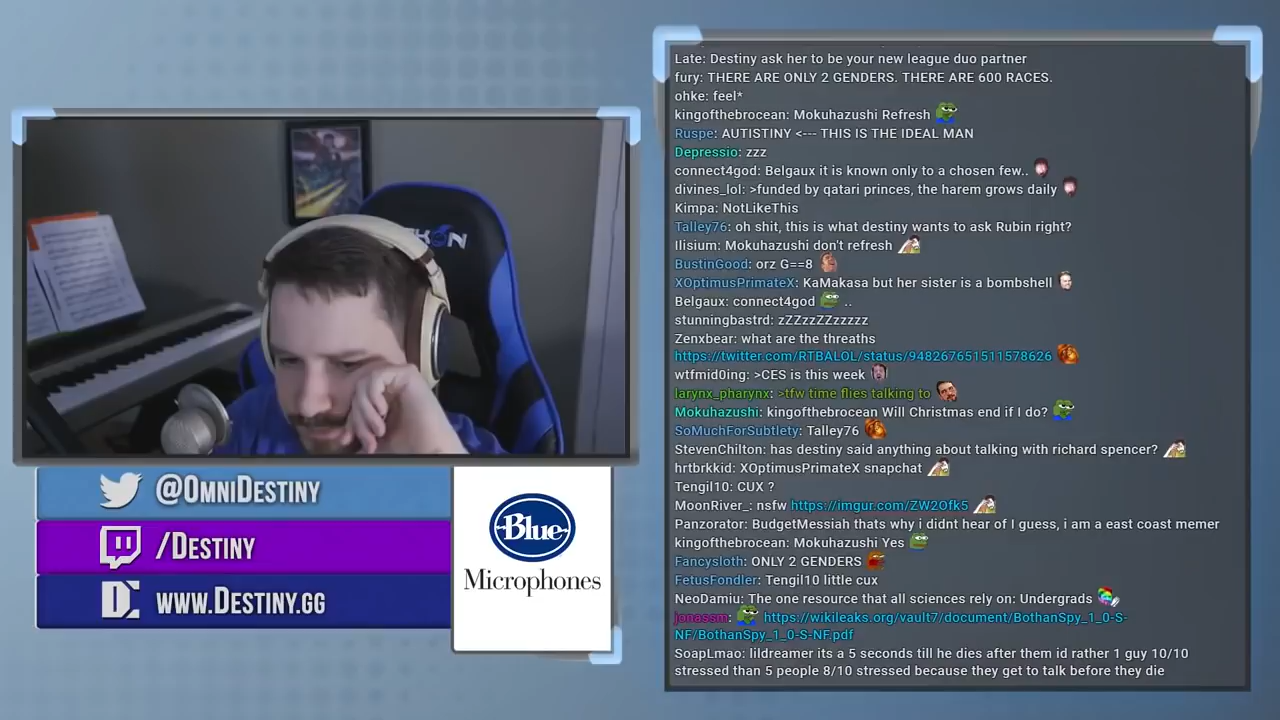 Late: Destiny ask her to be your new league duo partner
fury: THERE ARE ONLY 2 GENDERS. THERE ARE 600 RACES.
ohke: feel*
kingofthebrocean: Mokuhazushi Refresh
Ruspe: AUTISTINY <--- THIS IS THE IDEAL MAN
Depressio: zzz
connect4god: Belgaux it is known only to a chosen few..
divines_lol: >funded by qatari princes, the harem grows daily
Kimpa: NotLikeThis
Talley76: oh shit, this is what destiny wants to ask Rubin right?
Ilisium: Mokuhazushi don't refresh
BustinGood: orz G==8
XOptimusPrimateX: KaMakasa but her sister is a bombshell
Belgaux: connect4god ..
stunningbastrd: zZZzzZZzzzzz
Zenxbear: what are the threaths
https://twitter.com/RTBALOL/status/948267651511578626
wtfmid0ing: >CES is this week
larynx_pharynx: >tfw time flies talking to
Mokuhazushi: kingofthebrocean Will Christmas end if I do?
SoMuchForSubtlety: Talley76
StevenChilton: has destiny said anything about talking with richard spencer?
hrtbrkkid: XOptimusPrimateX snapchat
Tengil10: CUX ?
MoonRiver_: nsfw https://imgur.com/ZW2Ofk5
Panzorator: BudgetMessiah thats why i didnt hear of I guess, i am a east coast memer
kingofthebrocean: Mokuhazushi Yes
Fancysloth: ONLY 2 GENDERS
FetusFondler: Tengil10 little cux
NeoDamiu: The one resource that all sciences rely on: Undergrads
jonassm: https://wikileaks.org/vault7/document/BothanSpy_1_0-S-
NF/BothanSpy_1_0-S-NF.pdf
SoapLmao: lildreamer its a 5 seconds till he dies after them id rather 1 guy 10/10
stressed than 5 people 8/10 stressed because they get to talk before they die
@OmniDestiny
/Destiny
www.Destiny.gg
Blue
Microphones